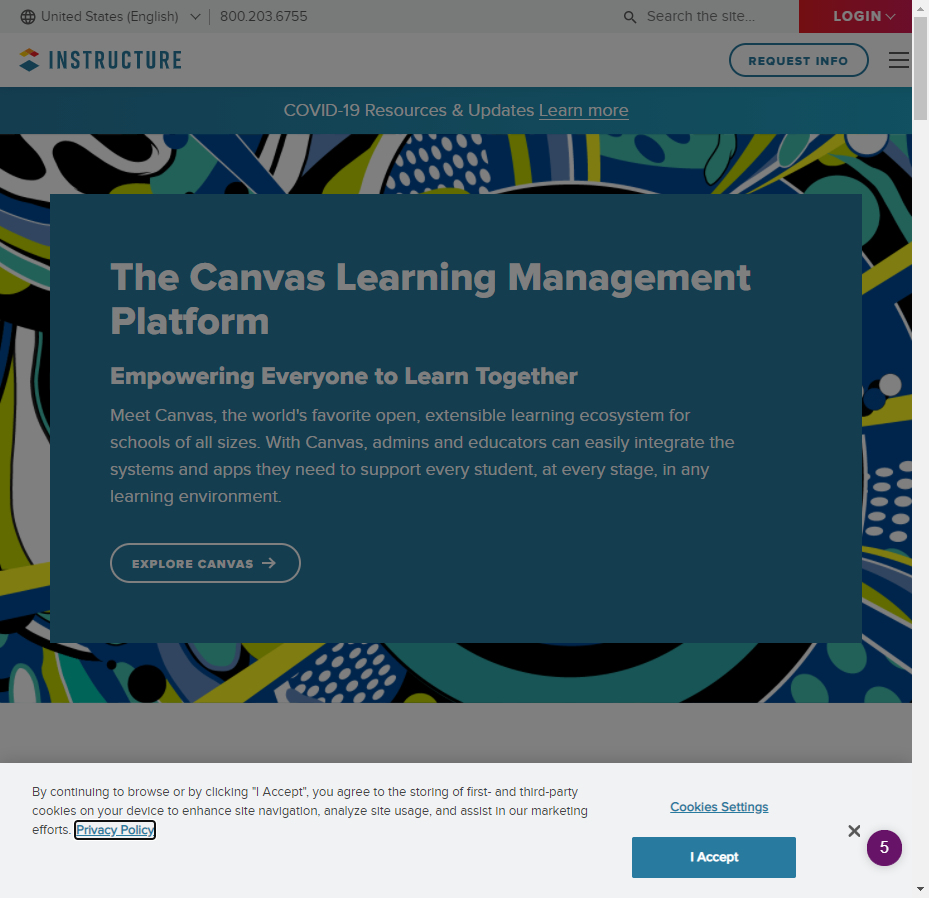 United States (English) 800.203.6755 Search the site... LOGIN
INSTRUCTURE REQUEST INFO
COVID-19 Resources & Updates Learn more
The Canvas Learning Management
Platform
Empowering Everyone to Learn Together
Meet Canvas, the world's favorite open, extensible learning ecosystem for
schools of all sizes. With Canvas, admins and educators can easily integrate the
systems and apps they need to support every student, at every stage, in any
learning environment.
EXPLORE CANVAS →
By continuing to browse or by clicking "I Accept", you agree to the storing of first- and third-party
cookies on your device to enhance site navigation, analyze site usage, and assist in our marketing
efforts. Privacy Policy
Cookies Settings
I Accept
5